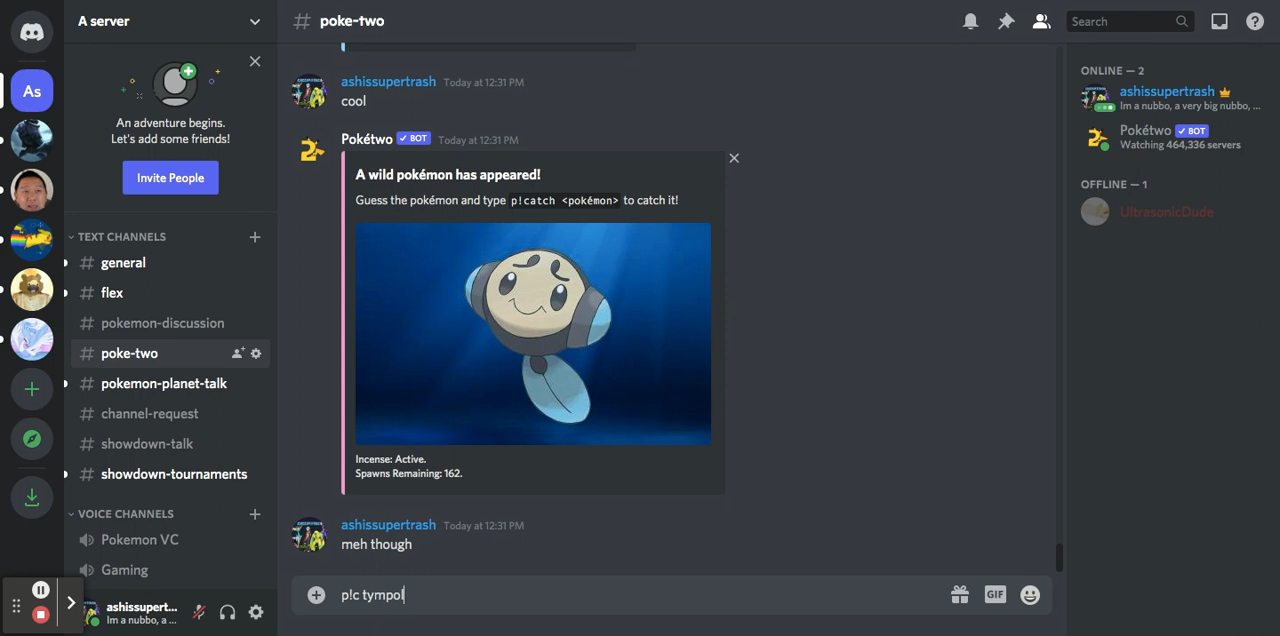 A server
As
An adventure begins.
Let's add some friends!
Invite People
TEXT CHANNELS
general
flex
pokemon-discussion
poke-two
pokemon-planet-talk
channel-request
showdown-talk
showdown-tournaments
VOICE CHANNELS
Pokemon VC
Gaming
ashissupert...
Im a nubbo, a ...
# poke-two
Search
ashissupertrash Today at 12:31 PM
cool
Pokétwo BOT Today at 12:31 PM
A wild pokémon has appeared!
Guess the pokémon and type p!catch <pokémon> to catch it!
Incense: Active.
Spawns Remaining: 162.
ashissupertrash Today at 12:31 PM
meh though
p!c tympol
GIF
ONLINE — 2
ashissupertrash
Im a nubbo, a very big nubbo, ...
Pokétwo BOT
Watching 464,336 servers
OFFLINE — 1
UltrasonicDude